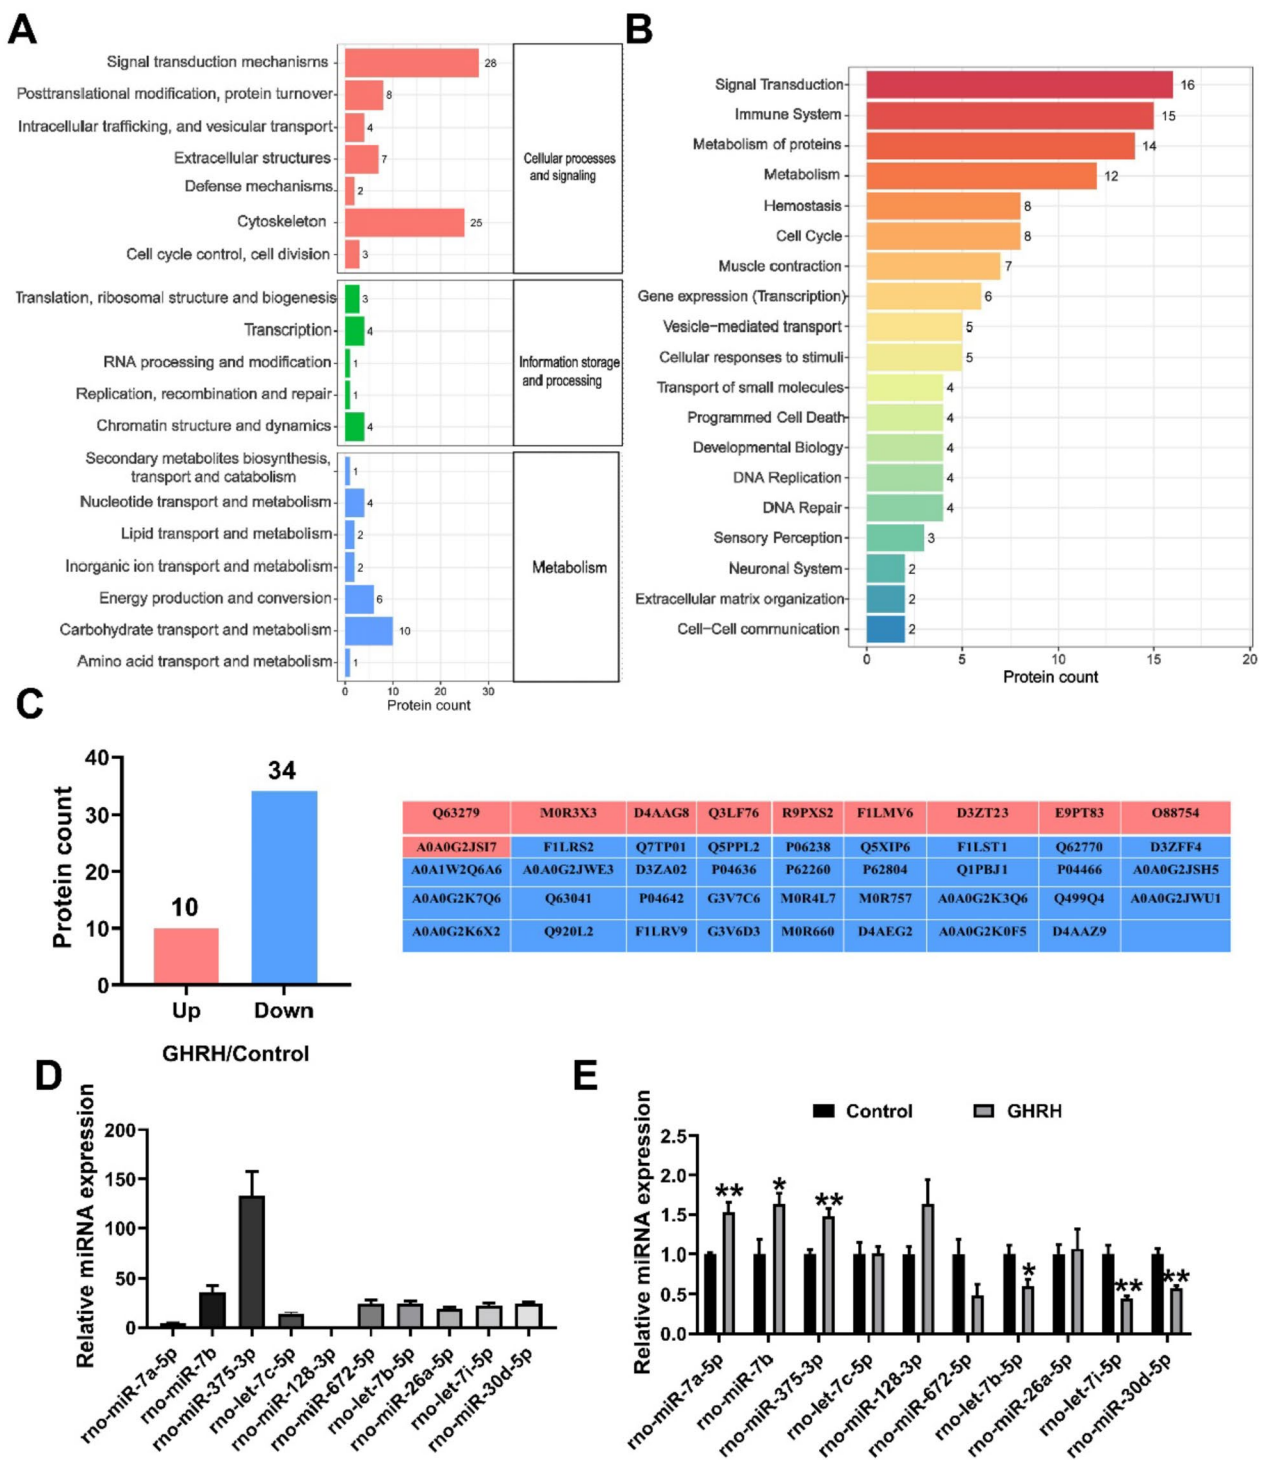 A
Signal transduction mechanisms
28
Posttranslational modification, protein turnover
8
Intracellular trafficking, and vesicular transport
4
Extracellular structures
7
Defense mechanisms
2
Cytoskeleton
25
Cell cycle control, cell division
3
Cellular processes
and signaling
Translation, ribosomal structure and biogenesis
3
Transcription
4
RNA processing and modification
1
Replication, recombination and repair
1
Chromatin structure and dynamics
4
Information storage
and processing
Secondary metabolites biosynthesis,
transport and catabolism
1
Nucleotide transport and metabolism
4
Lipid transport and metabolism
2
Inorganic ion transport and metabolism
2
Energy production and conversion
6
Carbohydrate transport and metabolism
10
Amino acid transport and metabolism
1
Metabolism
0 10 20 30
Protein count
B
Signal Transduction
16
Immune System
15
Metabolism of proteins
14
Metabolism
12
Hemostasis
8
Cell Cycle
8
Muscle contraction
7
Gene expression (Transcription)
6
Vesicle-mediated transport
5
Cellular responses to stimuli
5
Transport of small molecules
4
Programmed Cell Death
4
Developmental Biology
4
DNA Replication
4
DNA Repair
4
Sensory Perception
3
Neuronal System
2
Extracellular matrix organization
2
Cell-Cell communication
2
0 5 10 15 20
Protein count
C
Protein count
40
30
20
10
0
10
34
Up Down
GHRH/Control
Q63279 M0R3X3 D4AAG8 Q3LF76 R9PXS2 F1LMV6 D3ZT23 E9PT83 O88754
A0A0G2JSI7 F1LRS2 Q7TP01 Q5PPL2 P06238 Q5XIP6 F1LST1 Q62770 D3ZFF4
A0A1W2Q6A6 A0A0G2JWE3 D3ZA02 P04636 P62260 P62804 Q1PBJ1 P04466 A0A0G2JSH5
A0A0G2K7Q6 Q63041 P04642 G3V7C6 M0R4L7 M0R757 A0A0G2K3Q6 Q499Q4 A0A0G2JWU1
A0A0G2K6X2 Q920L2 F1LRV9 G3V6D3 M0R660 D4AEG2 A0A0G2K0F5 D4AAZ9
D
Relative miRNA expression
200
150
100
50
0
rno-miR-7a-5p
rno-miR-7b
rno-miR-375-3p
rno-let-7c-5p
rno-miR-128-3p
rno-miR-672-5p
rno-let-7b-5p
rno-miR-26a-5p
rno-let-7i-5p
rno-miR-30d-5p
E
Control GHRH
Relative miRNA expression
2.5
2.0
1.5
1.0
0.5
0.0
** * ** * ** **
rno-miR-7a-5p
rno-miR-7b
rno-miR-375-3p
rno-let-7c-5p
rno-miR-128-3p
rno-miR-672-5p
rno-let-7b-5p
rno-miR-26a-5p
rno-let-7i-5p
rno-miR-30d-5p